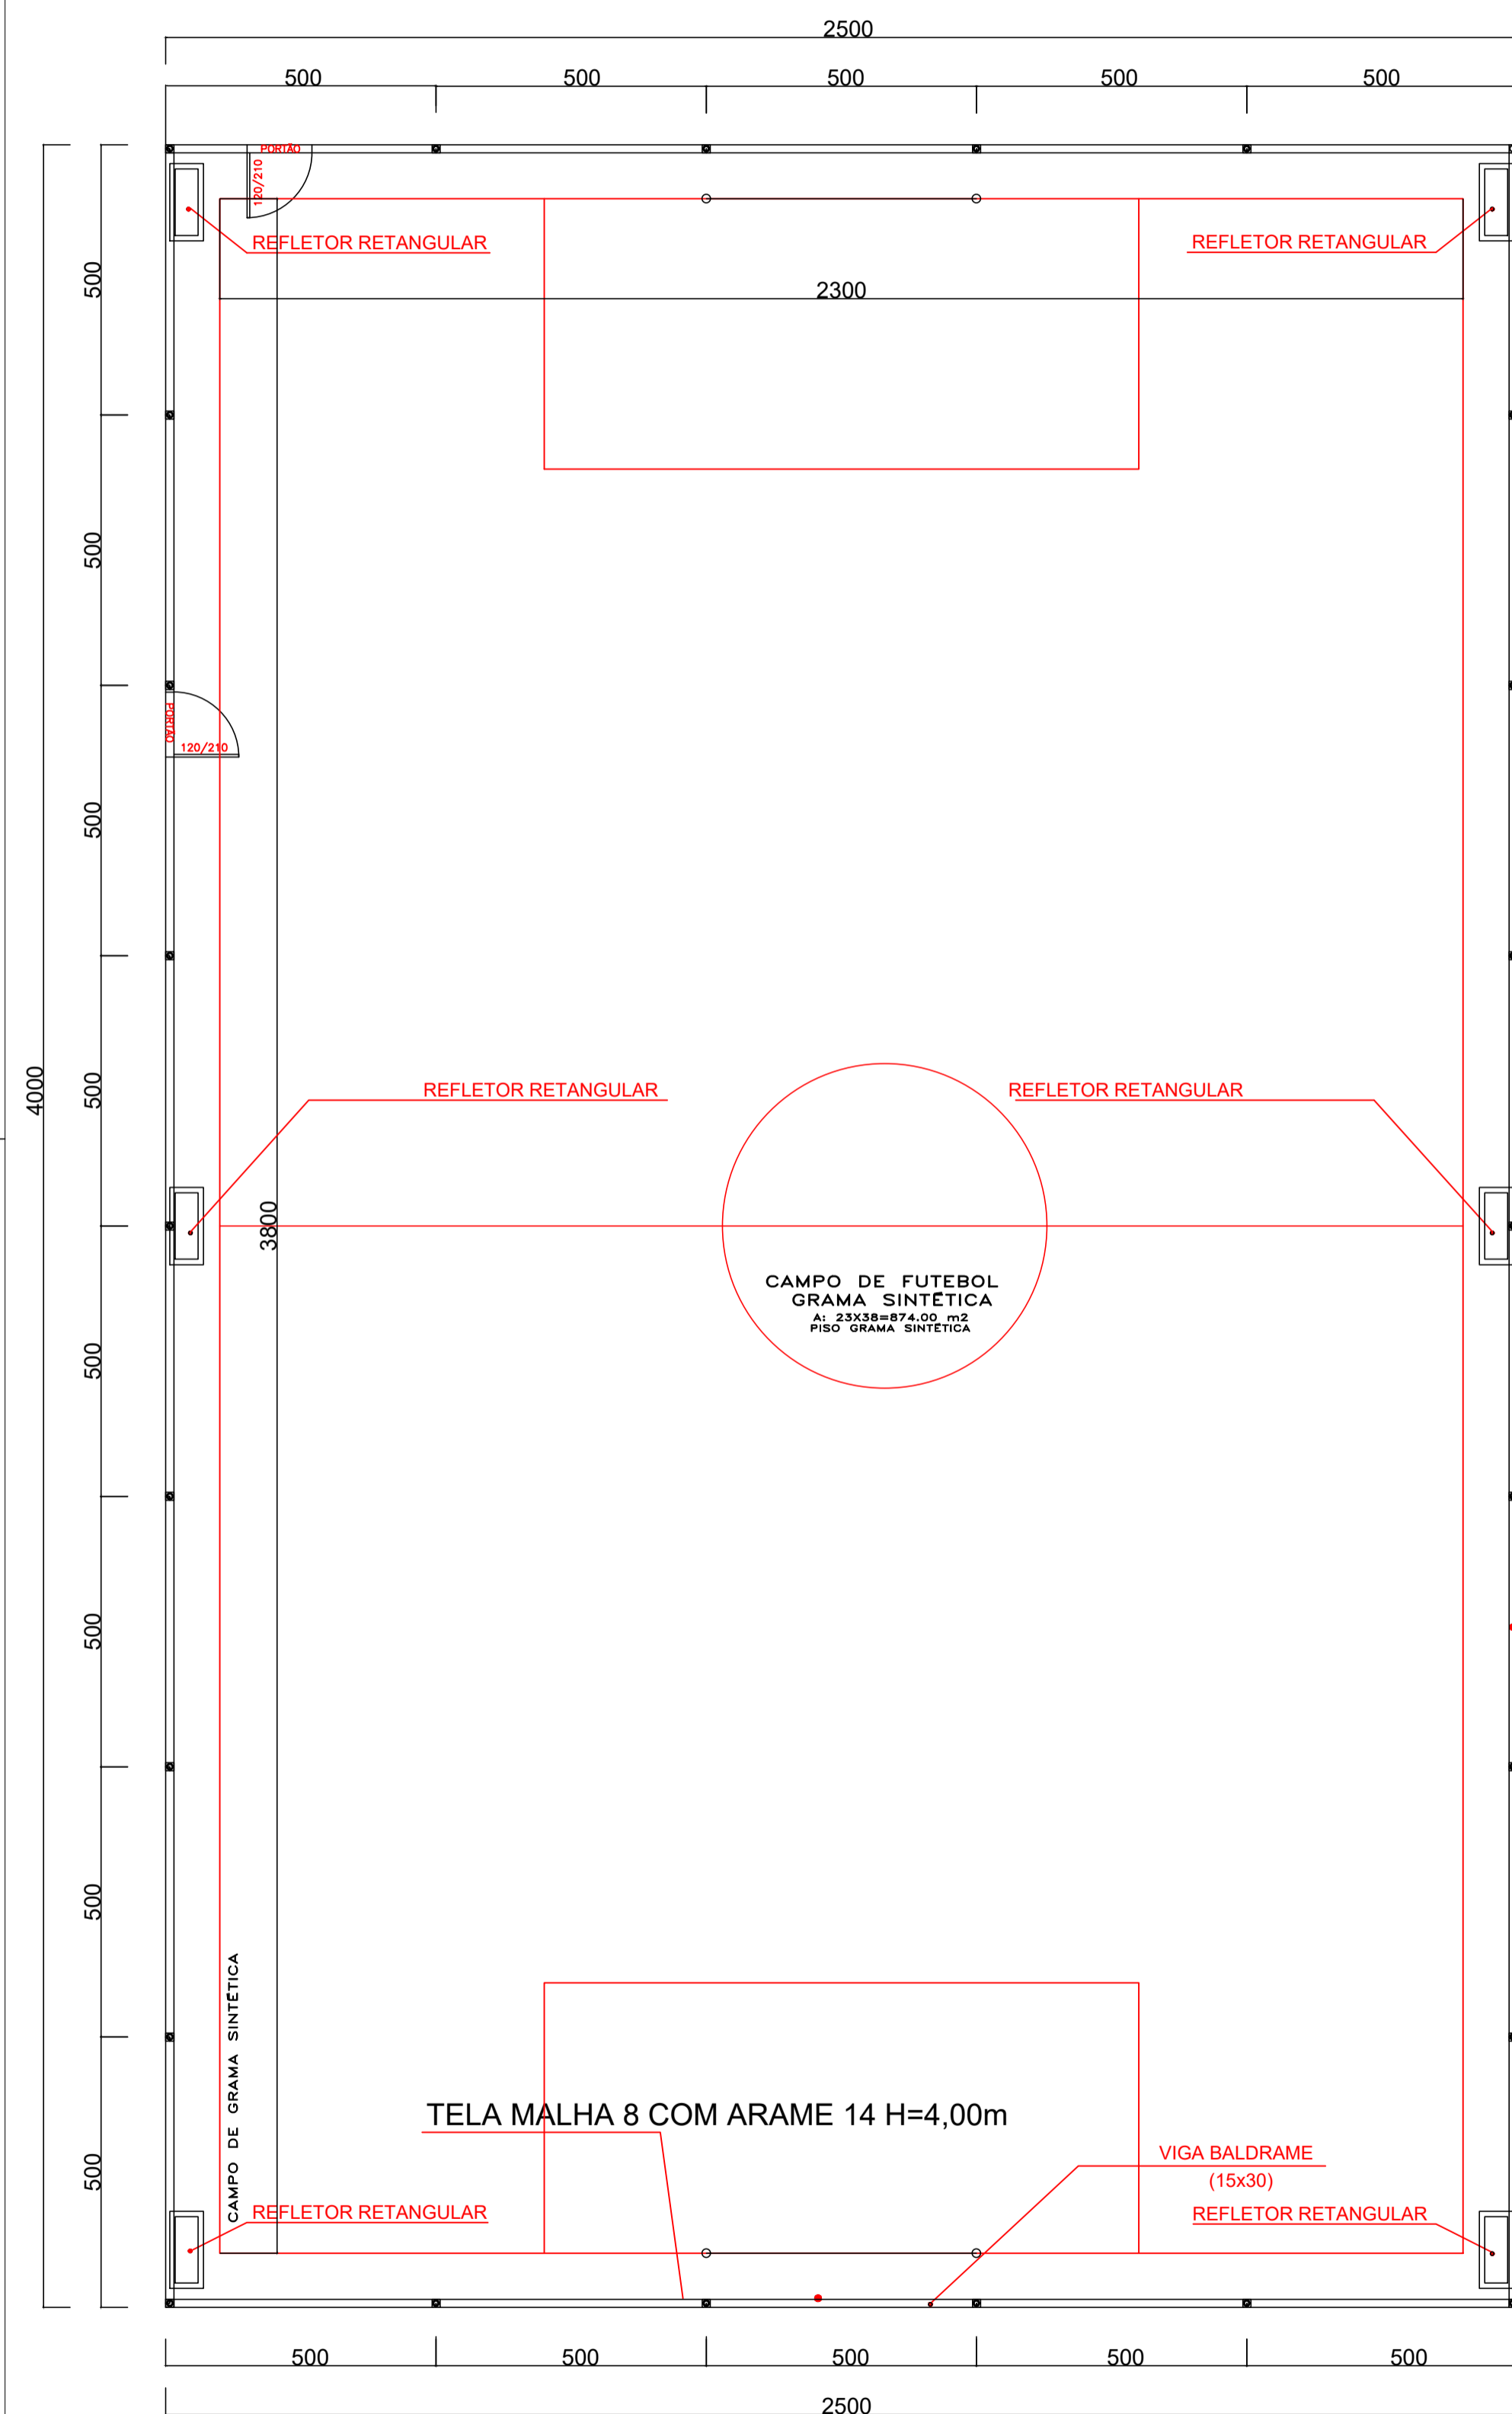 2500
500 500 500 500 500
PORTÃO
120/210
REFLETOR RETANGULAR
REFLETOR RETANGULAR
500
2300
500
PORTÃO
120/210
500
4000
500
REFLETOR RETANGULAR
REFLETOR RETANGULAR
3800
CAMPO DE FUTEBOL
GRAMA SINTÉTICA
A: 23X38=874.00 m2
PISO GRAMA SINTÉTICA
500
500
500
CAMPO DE GRAMA SINTÉTICA
TELA MALHA 8 COM ARAME 14 H=4,00m
VIGA BALDRAME
(15x30)
500
REFLETOR RETANGULAR
REFLETOR RETANGULAR
500 500 500 500 500
2500